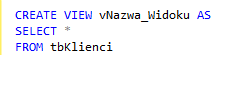 CREATE VIEW vNazwa_Widoku AS
SELECT *
FROM tbKlienci